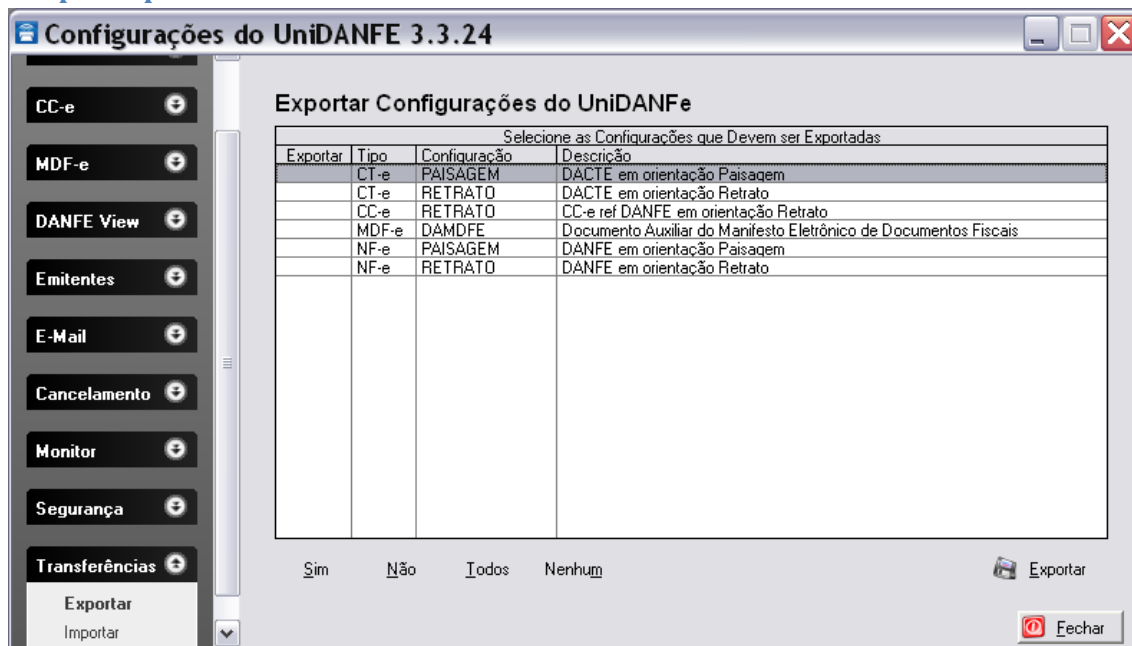 Configurações do UniDANFE 3.3.24
CC-e
MDF-e
DANFE View
Emitentes
E-Mail
Cancelamento
Monitor
Segurança
Transferências
Exportar
Importar
Exportar Configurações do UniDANFe
Selecione as Configurações que Devem ser Exportadas
Exportar Tipo Configuração Descrição
CT-e PAISAGEM DACTE em orientação Paisagem
CT-e RETRATO DACTE em orientação Retrato
CC-e RETRATO CC-e ref DANFE em orientação Retrato
MDF-e DAMDFE Documento Auxiliar do Manifesto Eletrônico de Documentos Fiscais
NF-e PAISAGEM DANFE em orientação Paisagem
NF-e RETRATO DANFE em orientação Retrato
Sim Não Todos Nenhum Exportar
Fechar